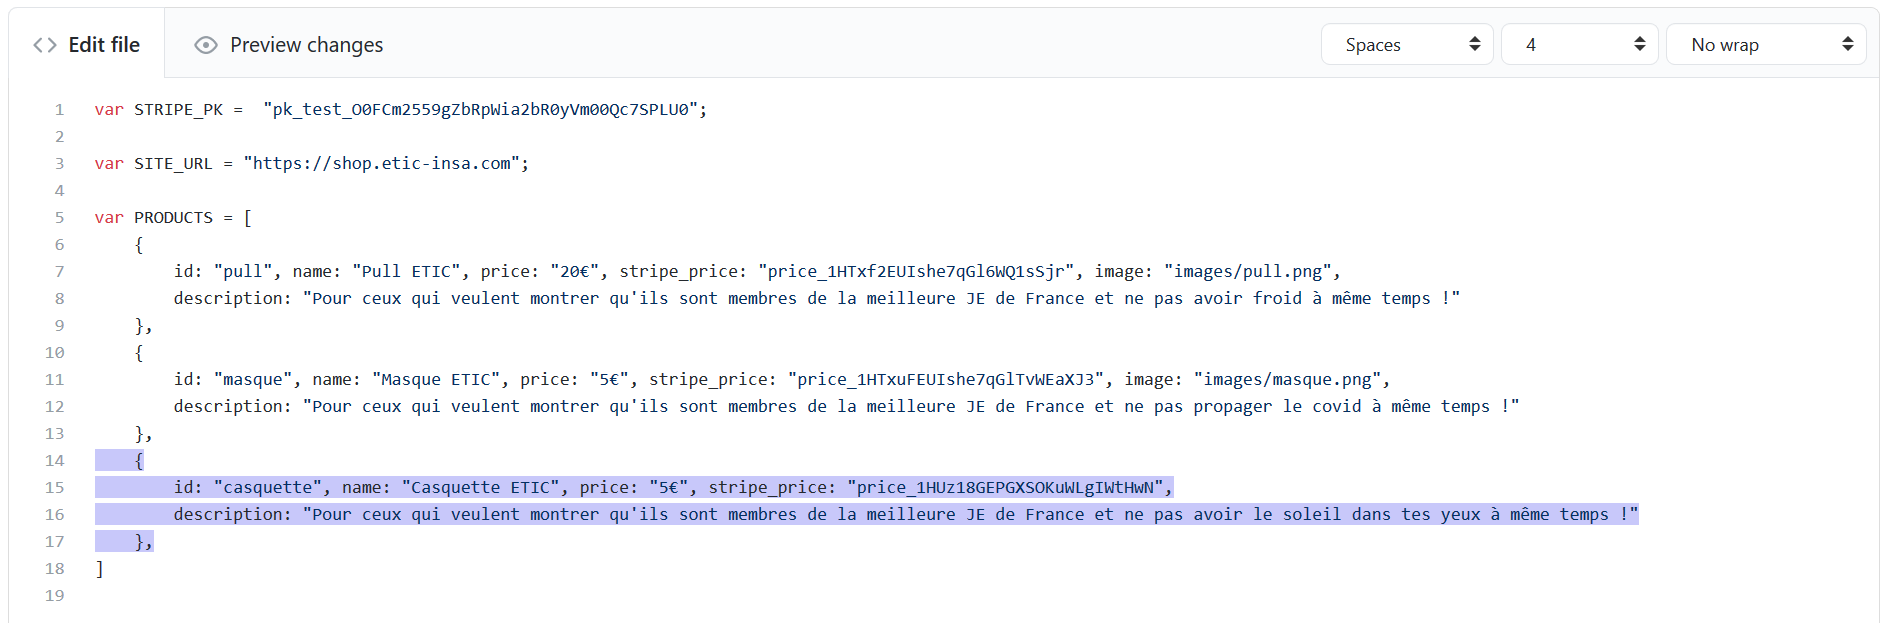 Edit file
Preview changes
Spaces
4
No wrap
1 var STRIPE_PK =  "pk_test_O0FCm2559gZbRpWia2bR0yVm00Qc7SPLU0";
2
3 var SITE_URL = "https://shop.etic-insa.com";
4
5 var PRODUCTS = [
6     {
7         id: "pull", name: "Pull ETIC", price: "20€", stripe_price: "price_1HTxf2EUIshe7qGl6WQ1sSjr", image: "images/pull.png",
8         description: "Pour ceux qui veulent montrer qu'ils sont membres de la meilleure JE de France et ne pas avoir froid à même temps !"
9     },
10     {
11         id: "masque", name: "Masque ETIC", price: "5€", stripe_price: "price_1HTxuFEUIshe7qGlTvWEaXJ3", image: "images/masque.png",
12         description: "Pour ceux qui veulent montrer qu'ils sont membres de la meilleure JE de France et ne pas propager le covid à même temps !"
13     },
14     {
15         id: "casquette", name: "Casquette ETIC", price: "5€", stripe_price: "price_1HUz18GEPGXSOKuWLgIWtHwN",
16         description: "Pour ceux qui veulent montrer qu'ils sont membres de la meilleure JE de France et ne pas avoir le soleil dans tes yeux à même temps !"
17     },
18 ]
19